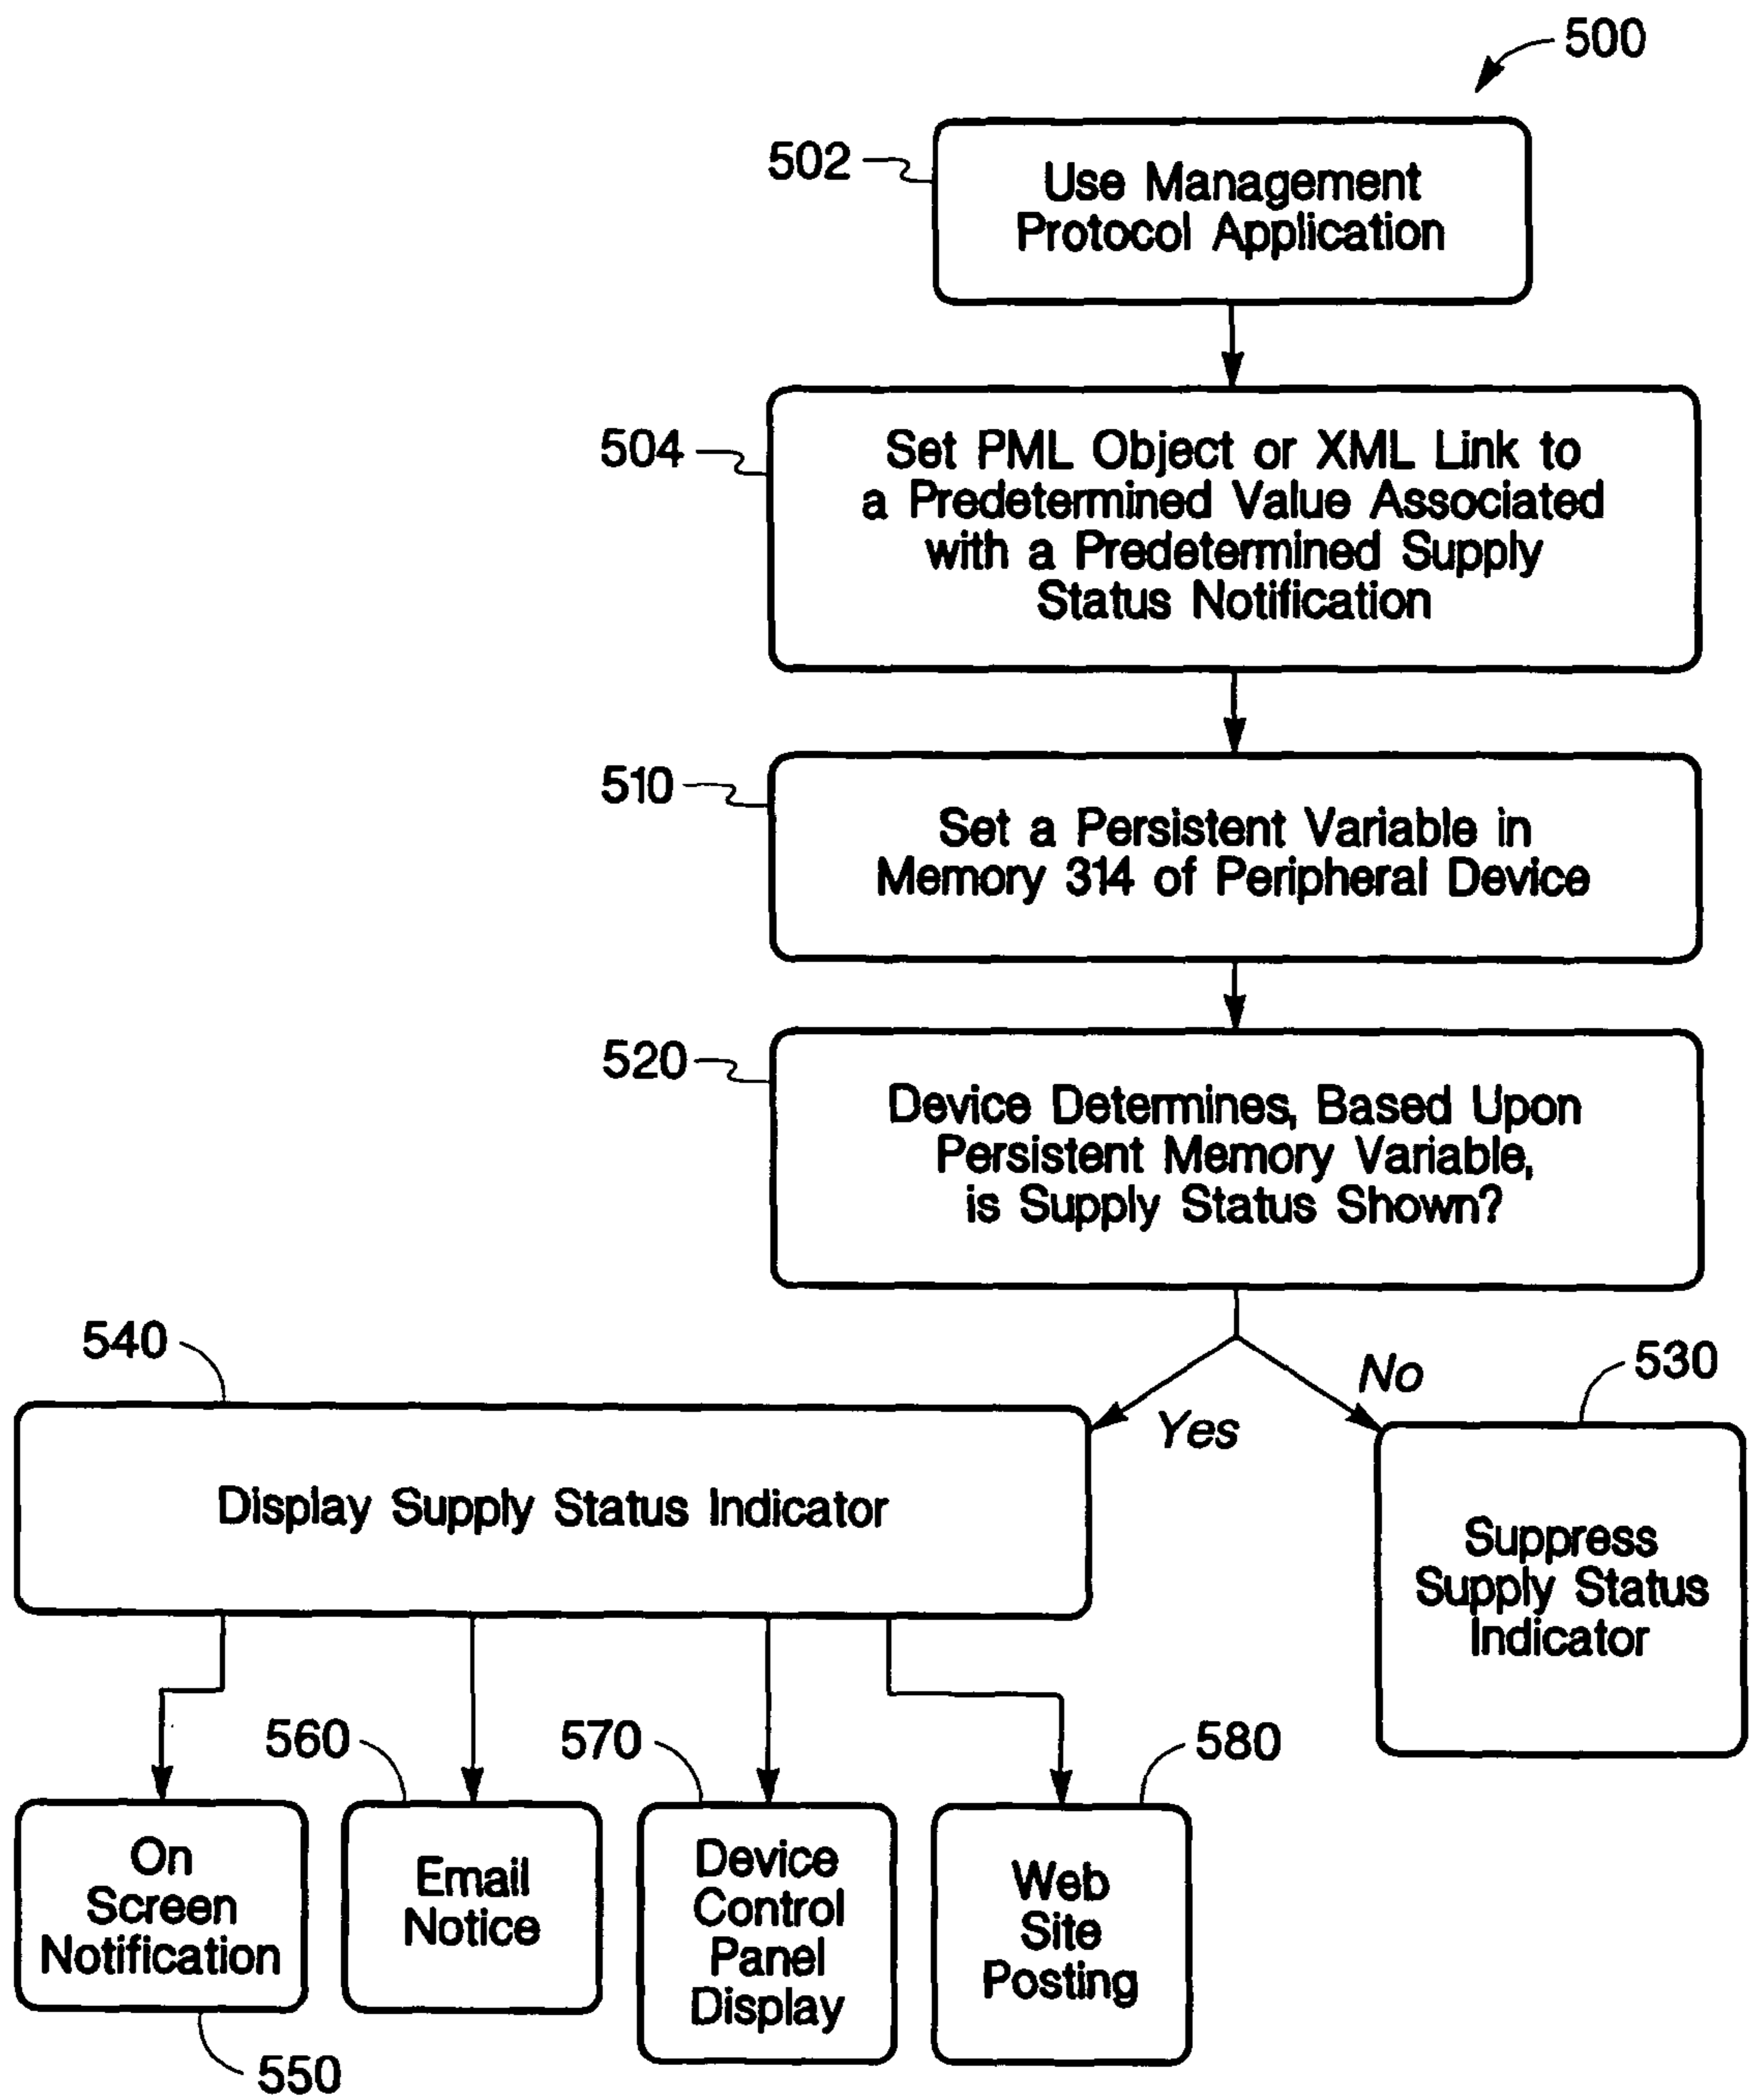 500
502
Use Management
Protocol Application
504
Set PML Object or XML Link to
a Predetermined Value Associated
with a Predetermined Supply
Status Notification
510
Set a Persistent Variable in
Memory 314 of Peripheral Device
520
Device Determines, Based Upon
Persistent Memory Variable,
is Supply Status Shown?
540
Yes
No
530
Display Supply Status Indicator
Suppress
Supply Status
Indicator
560
570
580
On
Screen
Notification
Email
Notice
Device
Control
Panel
Display
Web
Site
Posting
550